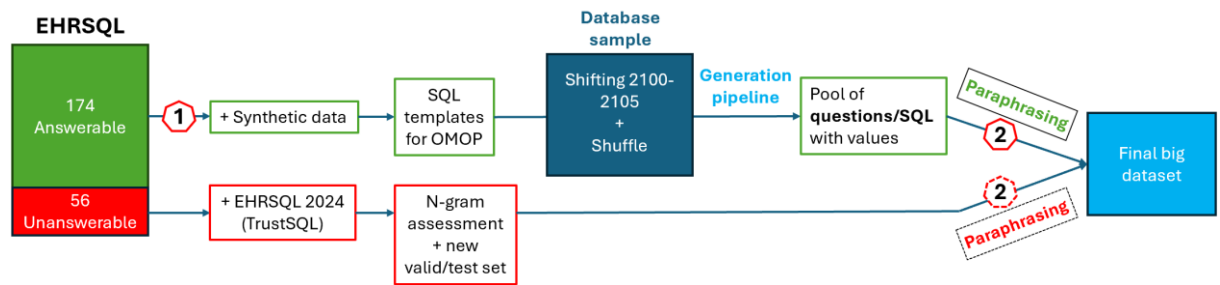 EHRSQL
174
Answerable
56
Unanswerable
1
+ Synthetic data
SQL
templates
for OMOP
Database
sample
Shifting 2100-
2105
+
Shuffle
Generation
pipeline
Pool of
questions/SQL
with values
Paraphrasing
2
+ EHRSQL 2024
(TrustSQL)
N-gram
assessment
+ new
valid/test set
2
Paraphrasing
Final big
dataset